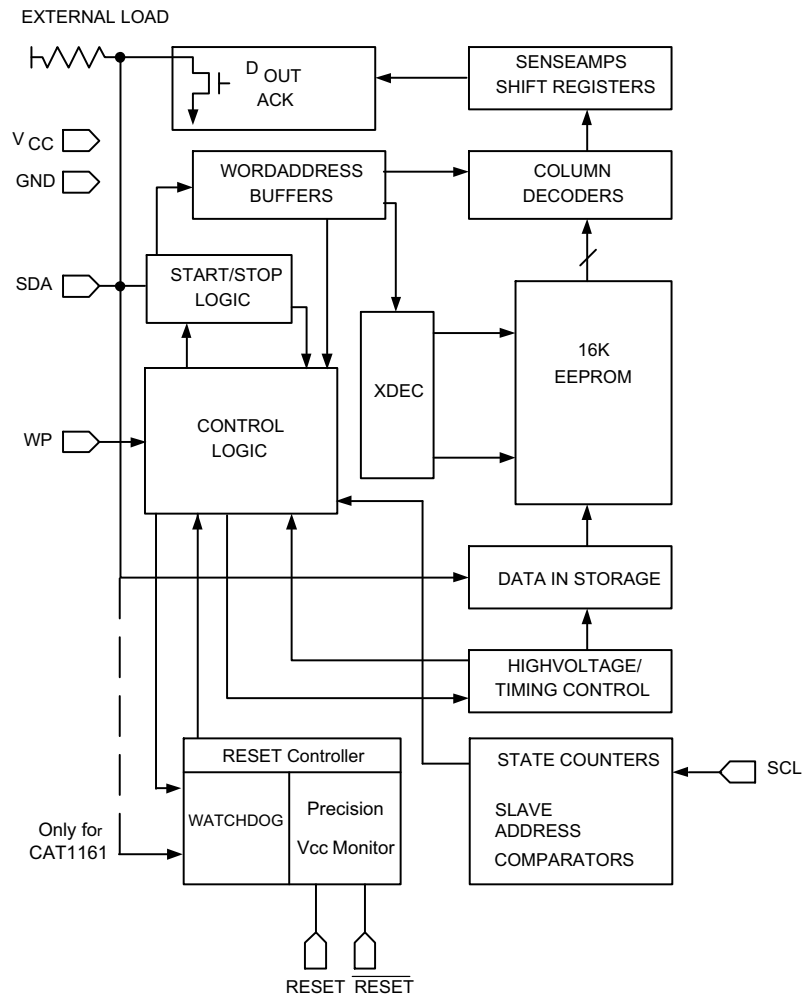 EXTERNAL LOAD
D OUT
ACK
SENSEAMPS
SHIFT REGISTERS
VCC
GND
WORDADDRESS
BUFFERS
COLUMN
DECODERS
SDA
START/STOP
LOGIC
XDEC
16K
EEPROM
WP
CONTROL
LOGIC
DATA IN STORAGE
HIGHVOLTAGE/
TIMING CONTROL
RESET Controller
WATCHDOG
Precision
Vcc Monitor
STATE COUNTERS
SLAVE
ADDRESS
COMPARATORS
SCL
Only for
CAT1161
RESET
RESET